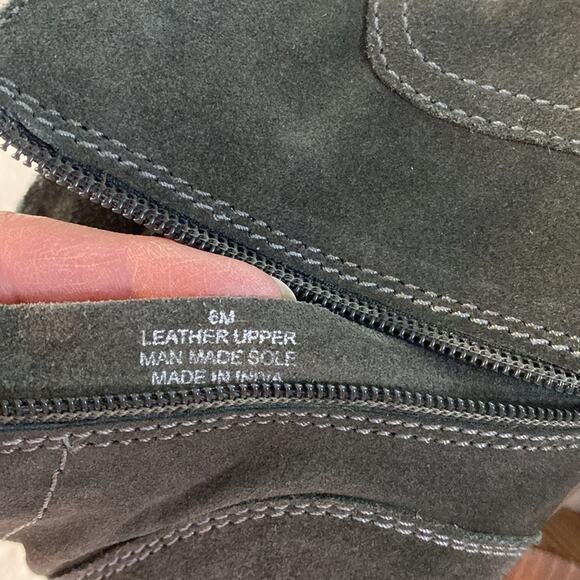 6M
LEATHER UPPER
MAN MADE SOLE
MADE IN INDIA